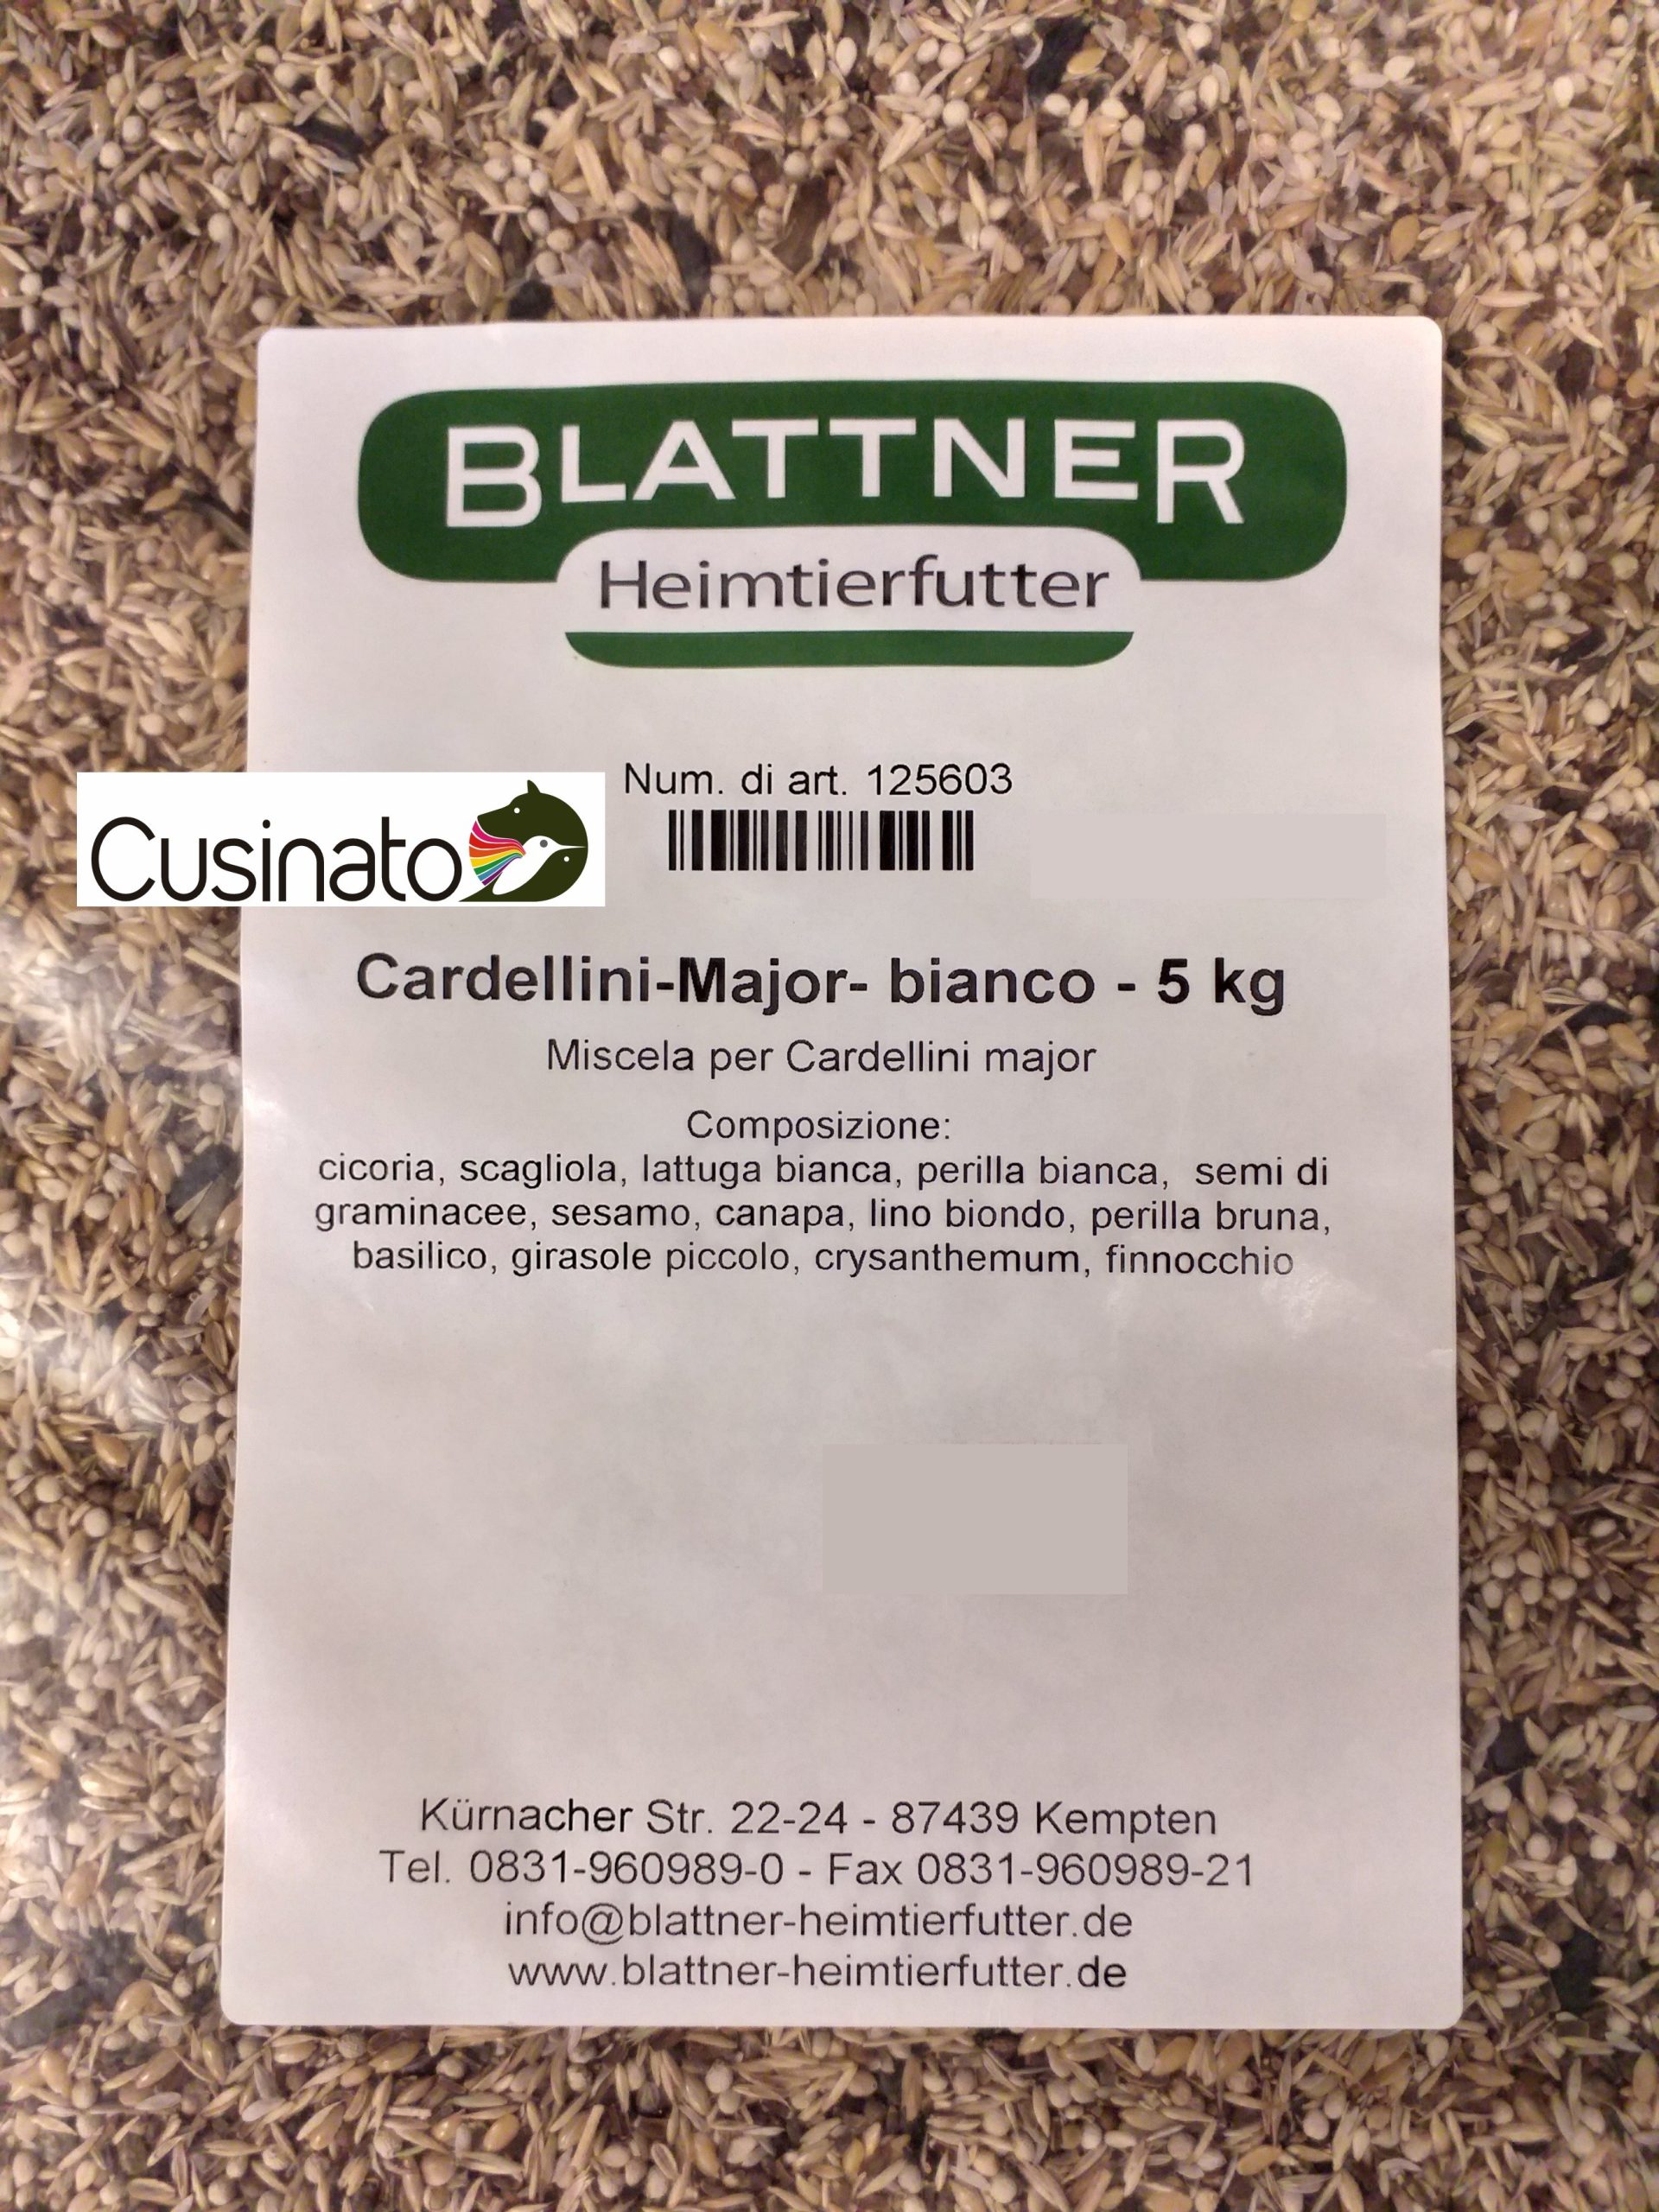 BLATTNER
Heimtierfutter
Num. di art. 125603
Cusinato
Cardellini-Major- bianco - 5 kg
Miscela per Cardellini major
Composizione:
cicoria, scagliola, lattuga bianca, perilla bianca, semi di
graminacee, sesamo, canapa, lino biondo, perilla bruna,
basilico, girasole piccolo, crysanthemum, finnocchio
Kürnacher Str. 22-24 - 87439 Kempten
Tel. 0831-960989-0 - Fax 0831-960989-21
info@blattner-heimtierfutter.de
www.blattner-heimtierfutter.de